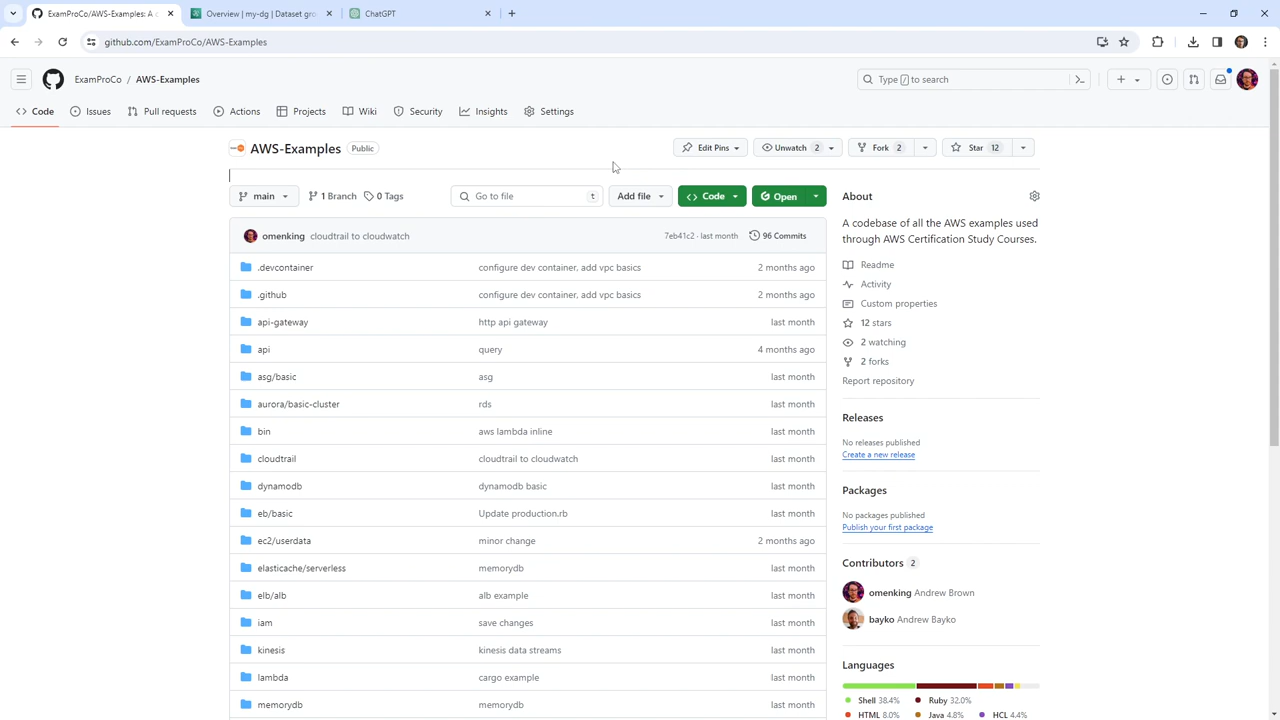 ExamProCo/AWS-Examples: A c
Overview | my-dg | Dataset gro
ChatGPT
github.com/ExamProCo/AWS-Examples
ExamProCo / AWS-Examples
Type / to search
Code
Issues
Pull requests
Actions
Projects
Wiki
Security
Insights
Settings
AWS-Examples Public
Edit Pins
Unwatch 2
Fork 2
Star 12
main
1 Branch
0 Tags
Go to file t
Add file
Code
Open
omenking cloudtrail to cloudwatch 7eb41c2 · last month 96 Commits
.devcontainer configure dev container, add vpc basics 2 months ago
.github configure dev container, add vpc basics 2 months ago
api-gateway http api gateway last month
api query 4 months ago
asg/basic asg last month
aurora/basic-cluster rds last month
bin aws lambda inline last month
cloudtrail cloudtrail to cloudwatch last month
dynamodb dynamodb basic last month
eb/basic Update production.rb last month
ec2/userdata minor change 2 months ago
elasticache/serverless memorydb last month
elb/alb alb example last month
iam save changes last month
kinesis kinesis data streams last month
lambda cargo example last month
memorydb memorydb last month
About
A codebase of all the AWS examples used
through AWS Certification Study Courses.
Readme
Activity
Custom properties
12 stars
2 watching
2 forks
Report repository
Releases
No releases published
Create a new release
Packages
No packages published
Publish your first package
Contributors 2
omenking Andrew Brown
bayko Andrew Bayko
Languages
Shell 38.4% Ruby 32.0%
HTML 8.0% Java 4.8% HCL 4.4%